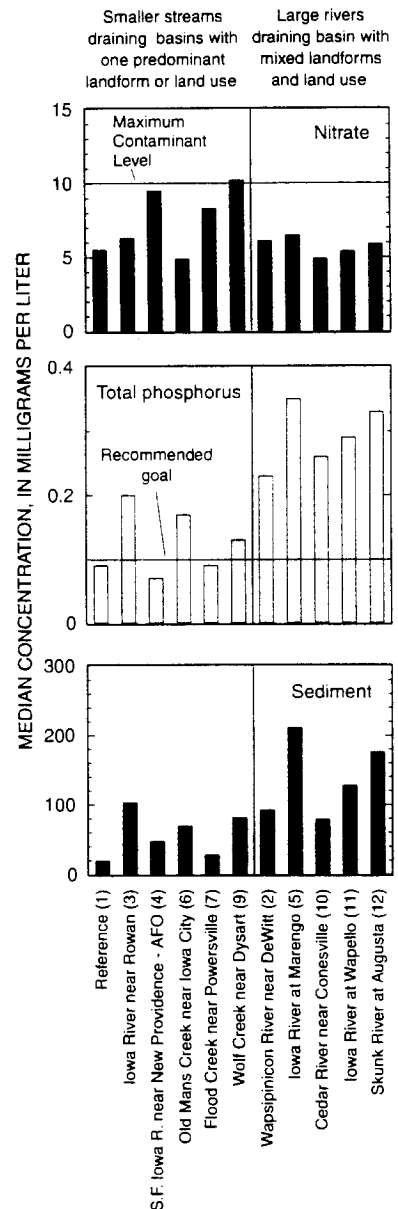 Smaller streams
draining basins with
one predominant
landform or land use
Large rivers
draining basin with
mixed landforms
and land use
MEDIAN CONCENTRATION, IN MILLIGRAMS PER LITER
15
10
5
0
Maximum
Contaminant
Level
Nitrate
0.4
0.2
0
Total phosphorus
Recommended
goal
300
200
100
0
Sediment
Reference (1)
Iowa River near Rowan (3)
S.F. Iowa R. near New Providence - AFO (4)
Old Mans Creek near Iowa City (6)
Flood Creek near Powersville (7)
Wolf Creek near Dysart (9)
Wapsipinicon River near DeWitt (2)
Iowa River at Marengo (5)
Cedar River near Conesville (10)
Iowa River at Wapello (11)
Skunk River at Augusta (12)